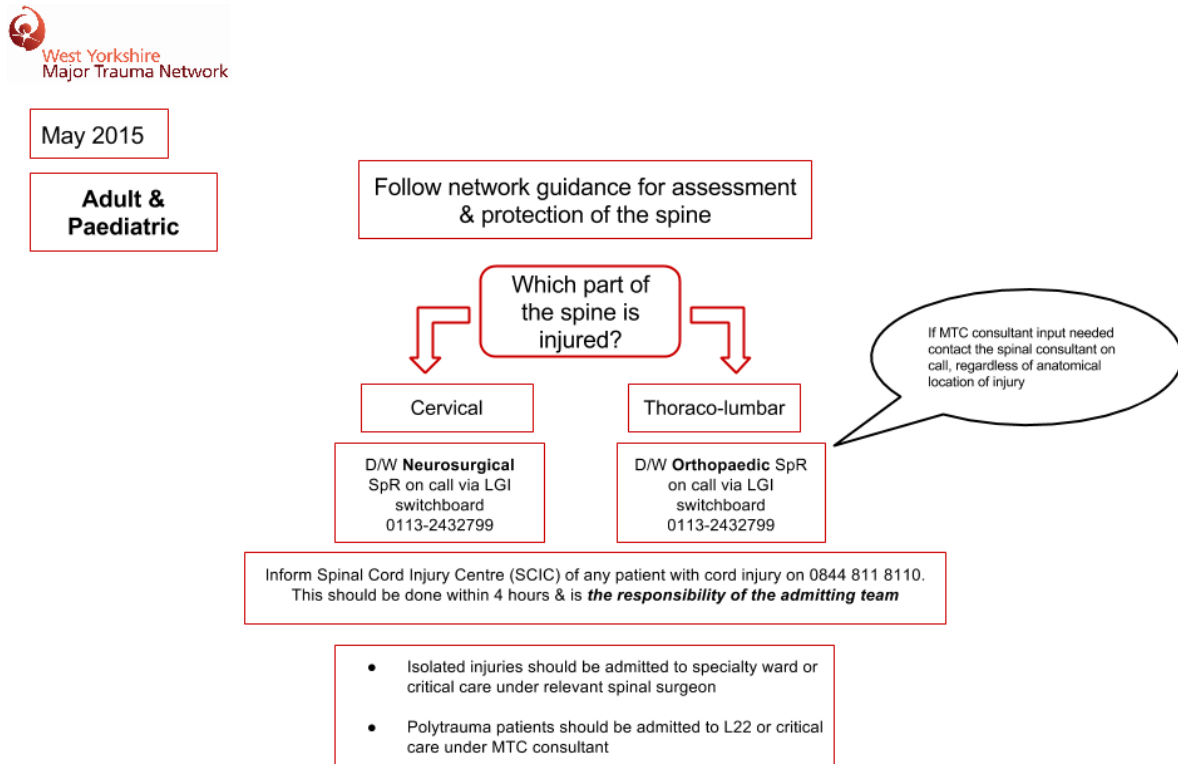 West Yorkshire
Major Trauma Network
May 2015
Adult &
Paediatric
Follow network guidance for assessment
& protection of the spine
Which part of
the spine is
injured?
If MTC consultant input needed
contact the spinal consultant on
call, regardless of anatomical
location of injury
Cervical
Thoraco-lumbar
D/W Neurosurgical
SpR on call via LGI
switchboard
0113-2432799
D/W Orthopaedic SpR
on call via LGI
switchboard
0113-2432799
Inform Spinal Cord Injury Centre (SCIC) of any patient with cord injury on 0844 811 8110.
This should be done within 4 hours & is the responsibility of the admitting team
● Isolated injuries should be admitted to specialty ward or
critical care under relevant spinal surgeon
● Polytrauma patients should be admitted to L22 or critical
care under MTC consultant